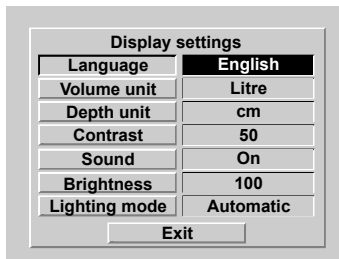 Display settings
Language English
Volume unit Litre
Depth unit cm
Contrast 50
Sound On
Brightness 100
Lighting mode Automatic
Exit